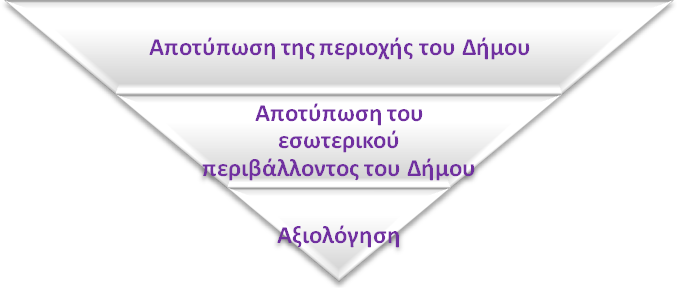 Αποτύπωση της περιοχής του Δήμου
Αποτύπωση του
εσωτερικού
περιβάλλοντος του Δήμου
Αξιολόγηση